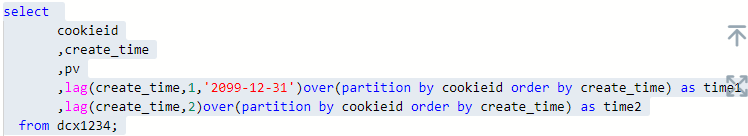 select
cookieid
,create_time
,pv
,lag(create_time,1,'2099-12-31')over(partition by cookieid order by create_time) as time1
,lag(create_time,2)over(partition by cookieid order by create_time) as time2
from dcx1234;